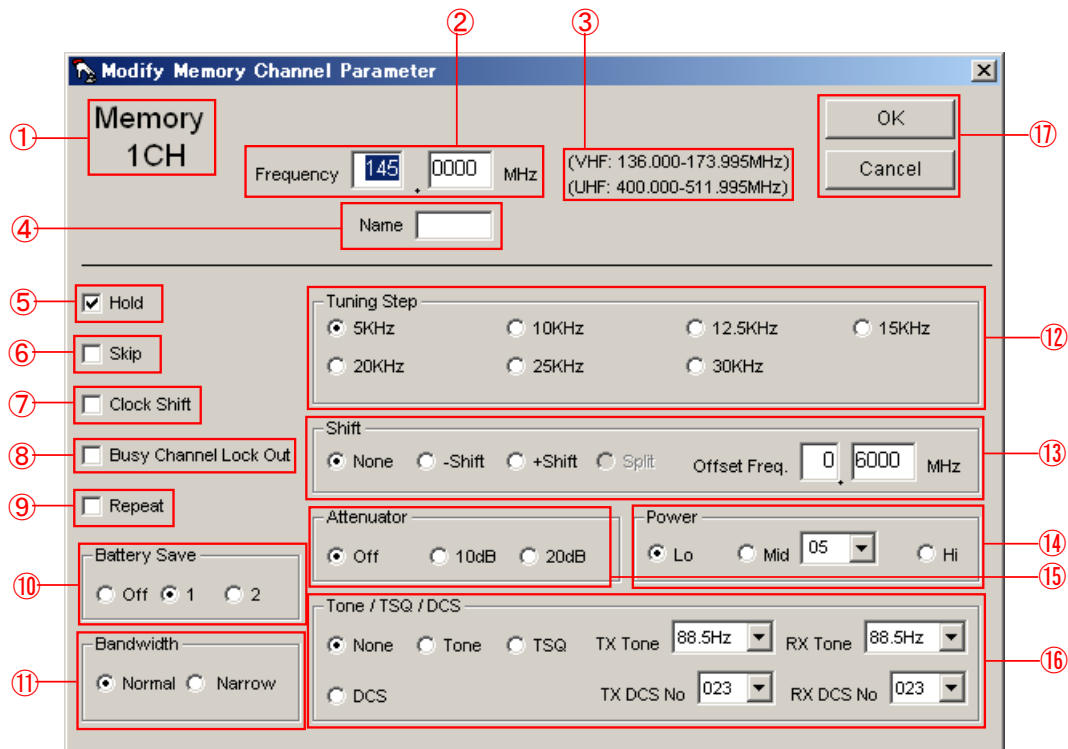 ② ③
Modify Memory Channel Parameter
① Memory
1CH
Frequency 145 . 0000 MHz
(VHF: 136.000-173.995MHz)
(UHF: 400.000-511.995MHz)
OK
Cancel
⑰
④ Name
⑤ Hold
⑥ Skip
⑦ Clock Shift
⑧ Busy Channel Lock Out
⑨ Repeat
⑩ Battery Save
Off 1 2
⑪ Bandwidth
Normal Narrow
Tuning Step
5KHz 10KHz 12.5KHz 15KHz
20KHz 25KHz 30KHz
⑫
Shift
None -Shift +Shift Split Offset Freq. 0 . 6000 MHz
⑬
Attenuator
Off 10dB 20dB
⑮
Power
Lo Mid 05 Hi
⑭
Tone / TSQ / DCS
None Tone TSQ TX Tone 88.5Hz RX Tone 88.5Hz
DCS TX DCS No 023 RX DCS No 023
⑯